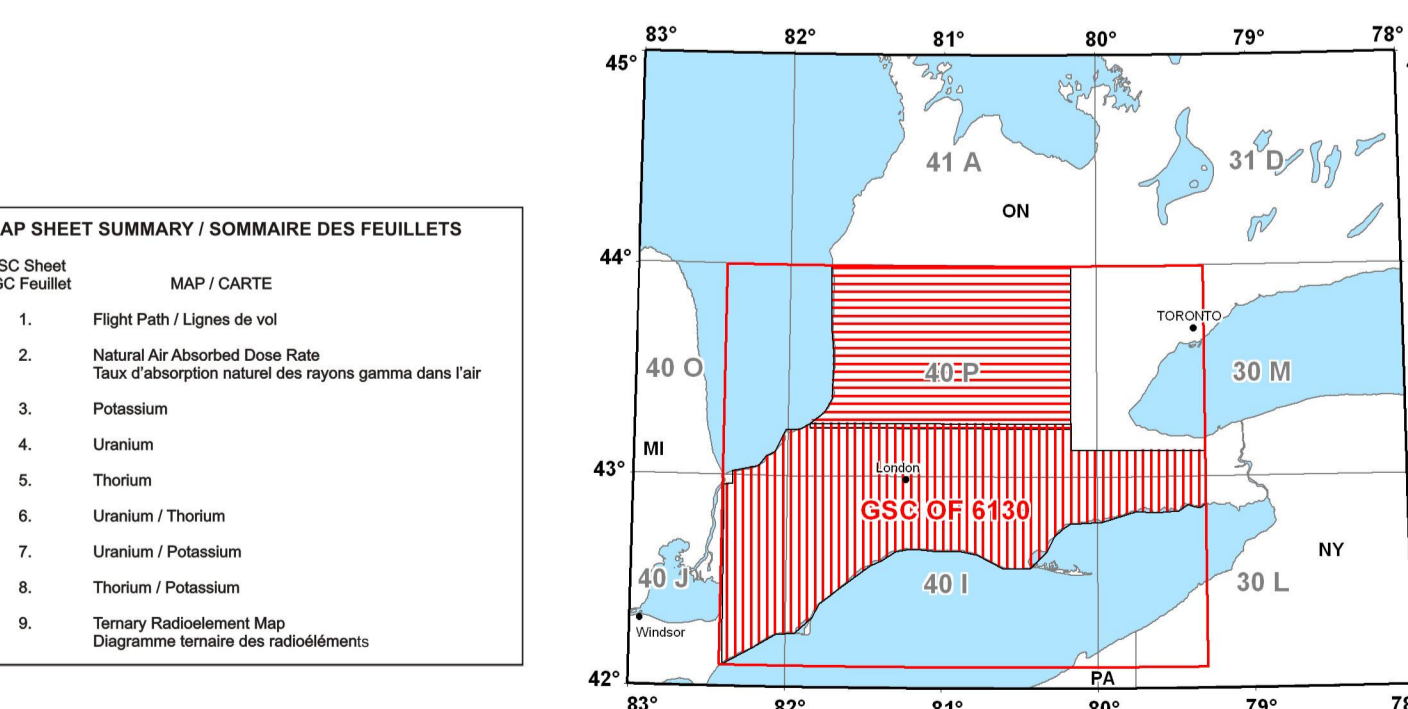 AP SHEET SUMMARY / SOMMAIRE DES FEUILLETS
SC Sheet
SC Feuillet MAP / CARTE
1. Flight Path / Lignes de vol
2. Natural Air Absorbed Dose Rate
Taux d'absorption naturel des rayons gamma dans l'air
3. Potassium
4. Uranium
5. Thorium
6. Uranium / Thorium
7. Uranium / Potassium
8. Thorium / Potassium
9. Ternary Radioelement Map
Diagramme ternaire des radioéléments
83° 82° 81° 80° 79° 78°
45°
41 A 31 D
ON
44°
TORONTO
40 O 40 P 30 M
MI
43°
London
GSC OF 6130
NY
40 J 40 I 30 L
Windsor
42°
PA
83° 82° 81° 80° 79° 78